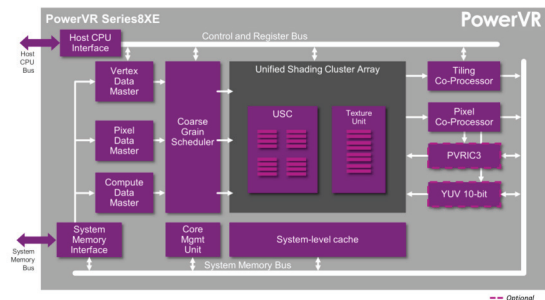 PowerVR Series8XE
PowerVR
Host CPU
Interface
Control and Register Bus
Host
CPU
Bus
Vertex
Data
Master
Coarse
Grain
Scheduler
Unified Shading Cluster Array
Tiling
Co-Processor
USC
Texture
Unit
Pixel
Co-Processor
Pixel
Data
Master
PVRIC3
Compute
Data
Master
YUV 10-bit
System
Memory
Interface
Core
Mgmt
Unit
System-level cache
System
Memory
Bus
System Memory Bus
Optional